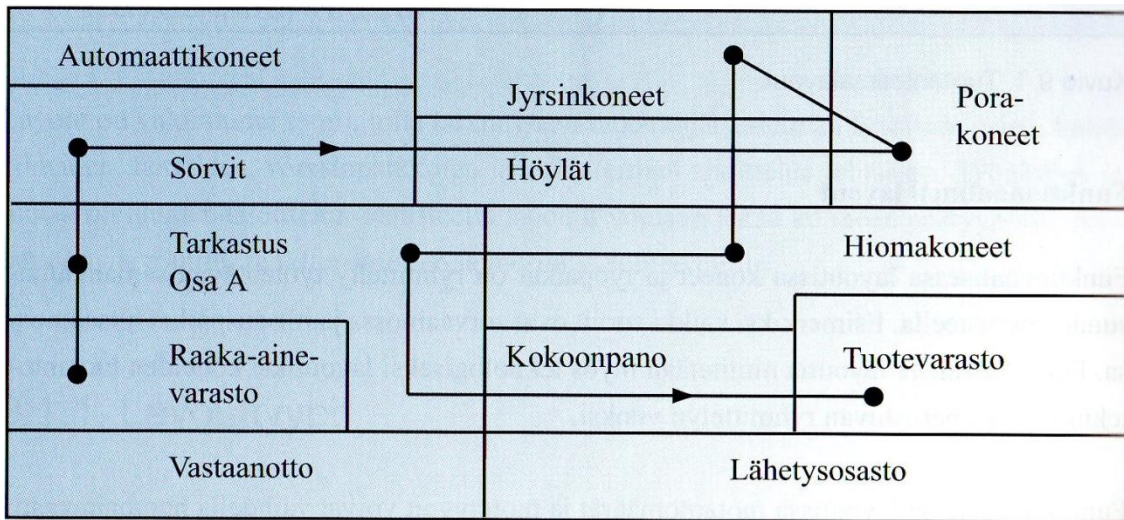 Automaattikoneet
Jyrsinkoneet
Pora-
koneet
Sorvit
Höylät
Tarkastus
Osa A
Hiomakoneet
Raaka-aine-
varasto
Kokoonpano
Tuotevarasto
Vastaanotto
Lähetysosasto